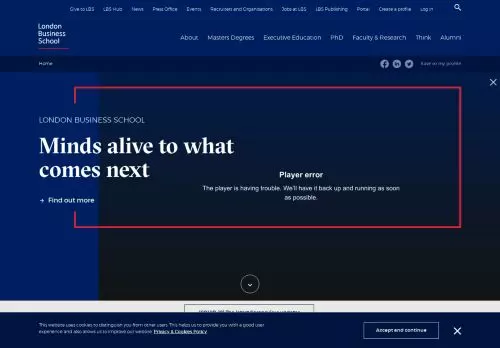 Give to LBS LBS Hub News Press Office Events Recruiters and Organisations Jobs at LBS LBS Publishing Portal Create a profile Log in
London
Business
School
About Masters Degrees Executive Education PhD Faculty & Research Think Alumni
Home
Save to my profile
LONDON BUSINESS SCHOOL
Minds alive to what
comes next
Find out more
Player error
The player is having trouble. We'll have it back up and running as soon
as possible.
This website uses cookies to distinguish you from other users. This helps us to provide you with a good user
experience and also allows us to improve our website. Privacy & Cookies Policy
Accept and continue